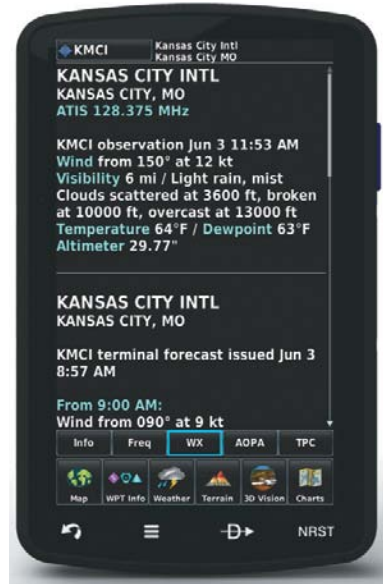 KMCI
Kansas City Intl
Kansas City MO
KANSAS CITY INTL
KANSAS CITY, MO
ATIS 128.375 MHz
KMCI observation Jun 3 11:53 AM
Wind from 150° at 12 kt
Visibility 6 mi / Light rain, mist
Clouds scattered at 3600 ft, broken
at 10000 ft, overcast at 13000 ft
Temperature 64°F / Dewpoint 63°F
Altimeter 29.77"
KANSAS CITY INTL
KANSAS CITY, MO
KMCI terminal forecast issued Jun 3
8:57 AM
From 9:00 AM:
Wind from 090° at 9 kt
Info Freq WX AOPA TPC
Map WPT Info Weather Terrain 3D Vision Charts
D
NRST